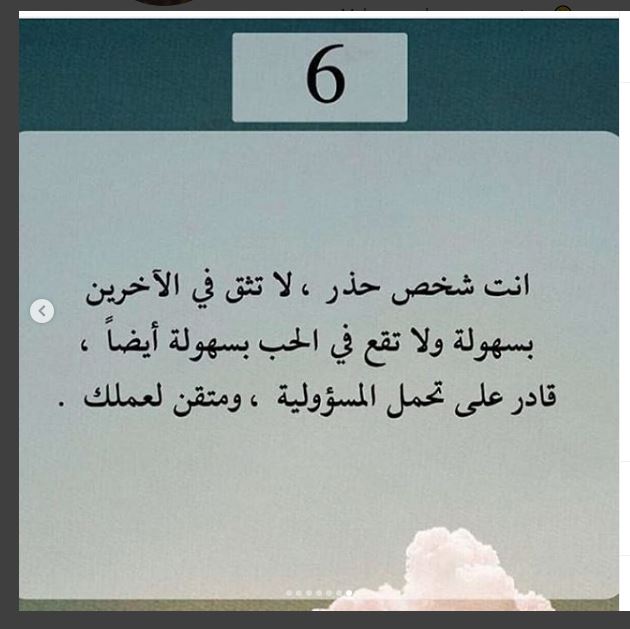 6
انت شخص حذر ، لا تثق في الآخرين
بسهولة ولا تقع في الحب بسهولة أيضاً ،
قادر على تحمل المسؤولية ، ومتقن لعملك .